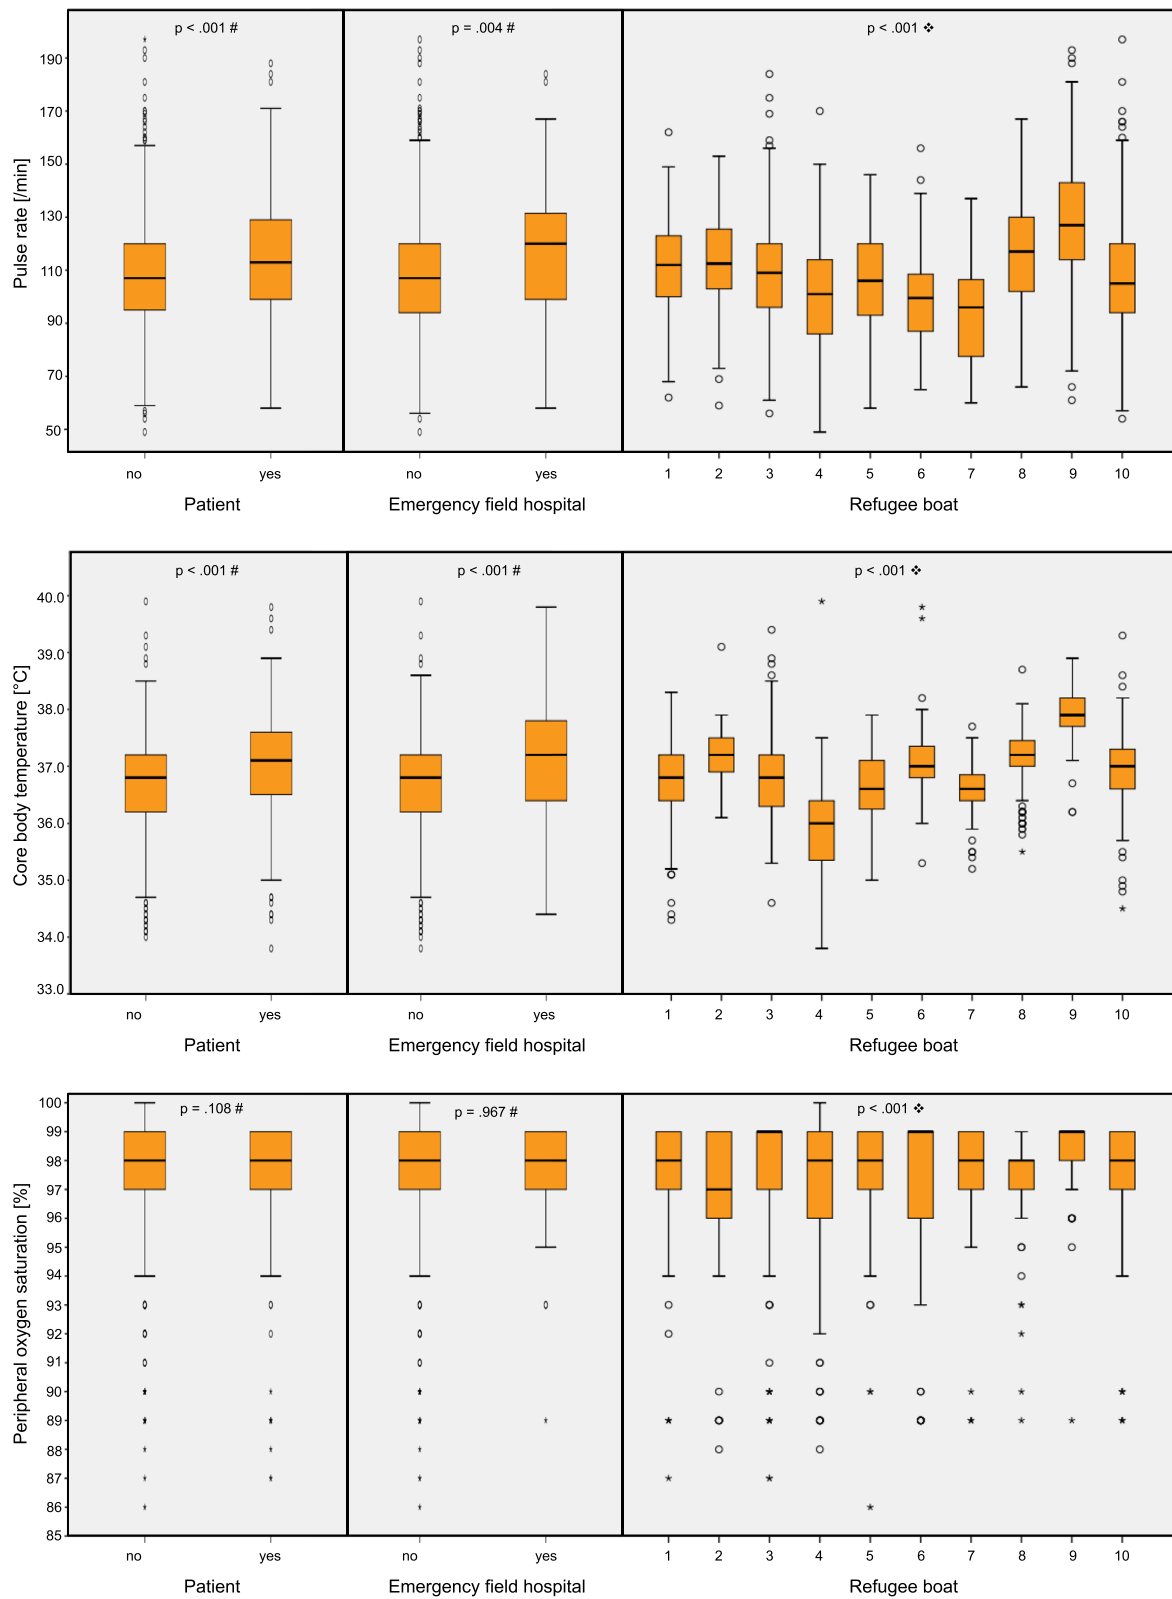 p < .001 #
p = .004 #
p < .001 ❖
190
170
150
130
110
90
70
50
Pulse rate [/min]
no
yes
no
yes
1
2
3
4
5
6
7
8
9
10
Patient
Emergency field hospital
Refugee boat
p < .001 #
p < .001 #
p < .001 ❖
40.0
39.0
38.0
37.0
36.0
35.0
34.0
33.0
Core body temperature [°C]
no
yes
no
yes
1
2
3
4
5
6
7
8
9
10
Patient
Emergency field hospital
Refugee boat
p = .108 #
p = .967 #
p < .001 ❖
100
99
98
97
96
95
94
93
92
91
90
89
88
87
86
85
Peripheral oxygen saturation [%]
no
yes
no
yes
1
2
3
4
5
6
7
8
9
10
Patient
Emergency field hospital
Refugee boat